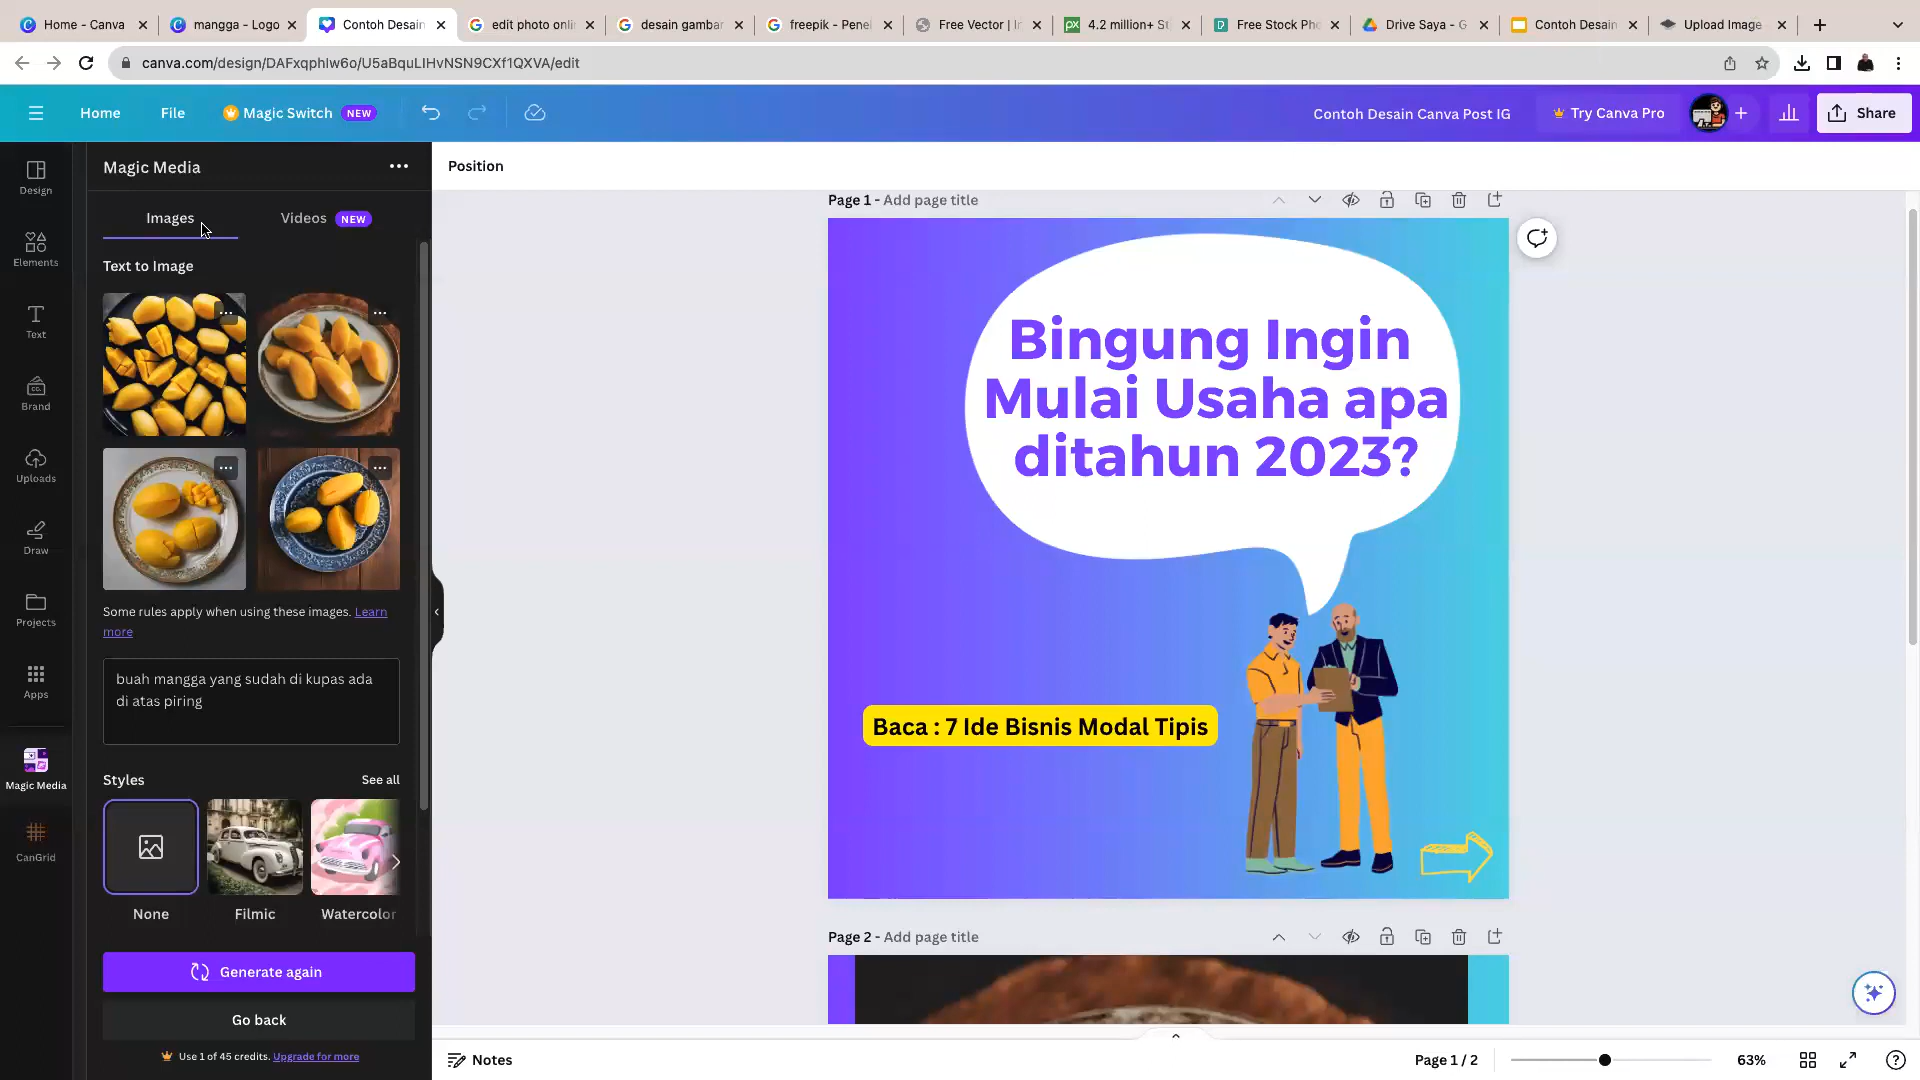 Home - Canva
mangga - Logo
Contoh Desain
edit photo onli
desain gambar
freepik - Pene
Free Vector | I
4.2 million+ St
Free Stock Pho
Drive Saya - G
Contoh Desain
Upload Image
canva.com/design/DAFxqphlw6o/U5aBquLIHvNSN9CXf1QXVA/edit
Home
File
Magic Switch
NEW
Contoh Desain Canva Post IG
Try Canva Pro
Share
Design
Elements
Text
Brand
Uploads
Draw
Projects
Apps
Magic Media
CanGrid
Magic Media
Images
Videos
NEW
Text to Image
Some rules apply when using these images. Learn
more
buah mangga yang sudah di kupas ada
di atas piring
Styles
See all
None
Filmic
Watercolor
Generate again
Go back
Use 1 of 45 credits. Upgrade for more
Position
Page 1 - Add page title
Bingung Ingin
Mulai Usaha apa
ditahun 2023?
Baca : 7 Ide Bisnis Modal Tipis
Page 2 - Add page title
Notes
Page 1 / 2
63%